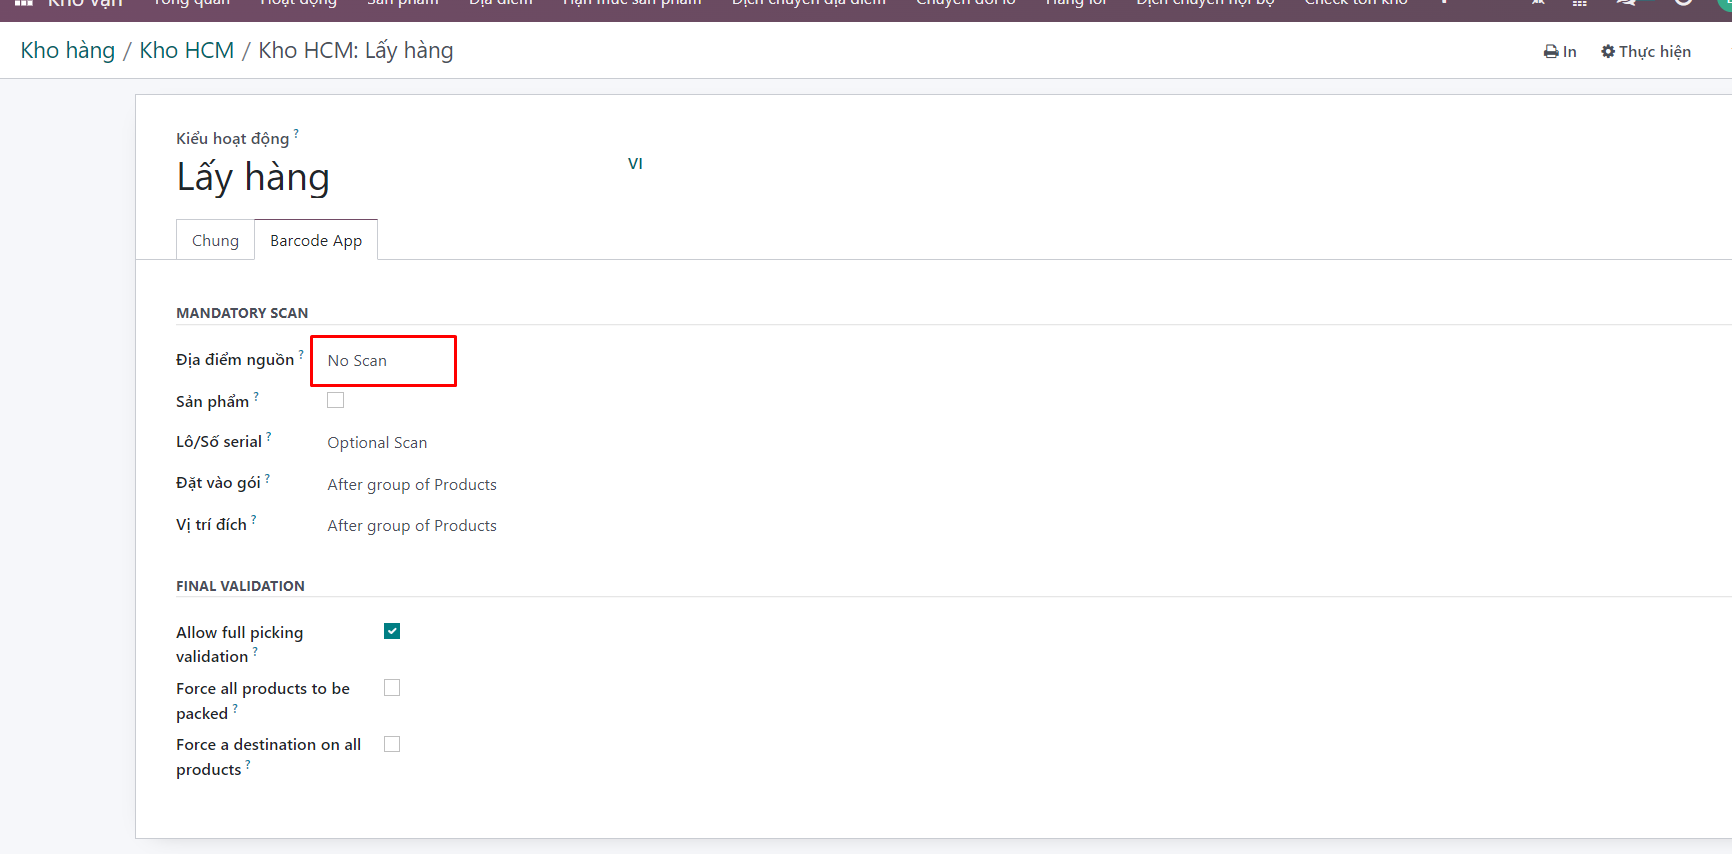 Kho vận Tổng quan Hoạt động Sản phẩm Địa điểm Hạn mức sản phẩm Dịch chuyển địa điểm Chuyển đổi lô Hàng lỗi Dịch chuyển nội bộ Check tồn kho
Kho hàng / Kho HCM / Kho HCM: Lấy hàng In Thực hiện
Kiểu hoạt động ?
Lấy hàng VI
Chung Barcode App
MANDATORY SCAN
Địa điểm nguồn ? No Scan
Sản phẩm ?
Lô/Số serial ? Optional Scan
Đặt vào gói ? After group of Products
Vị trí đích ? After group of Products
FINAL VALIDATION
Allow full picking
validation ?
Force all products to be
packed ?
Force a destination on all
products ?